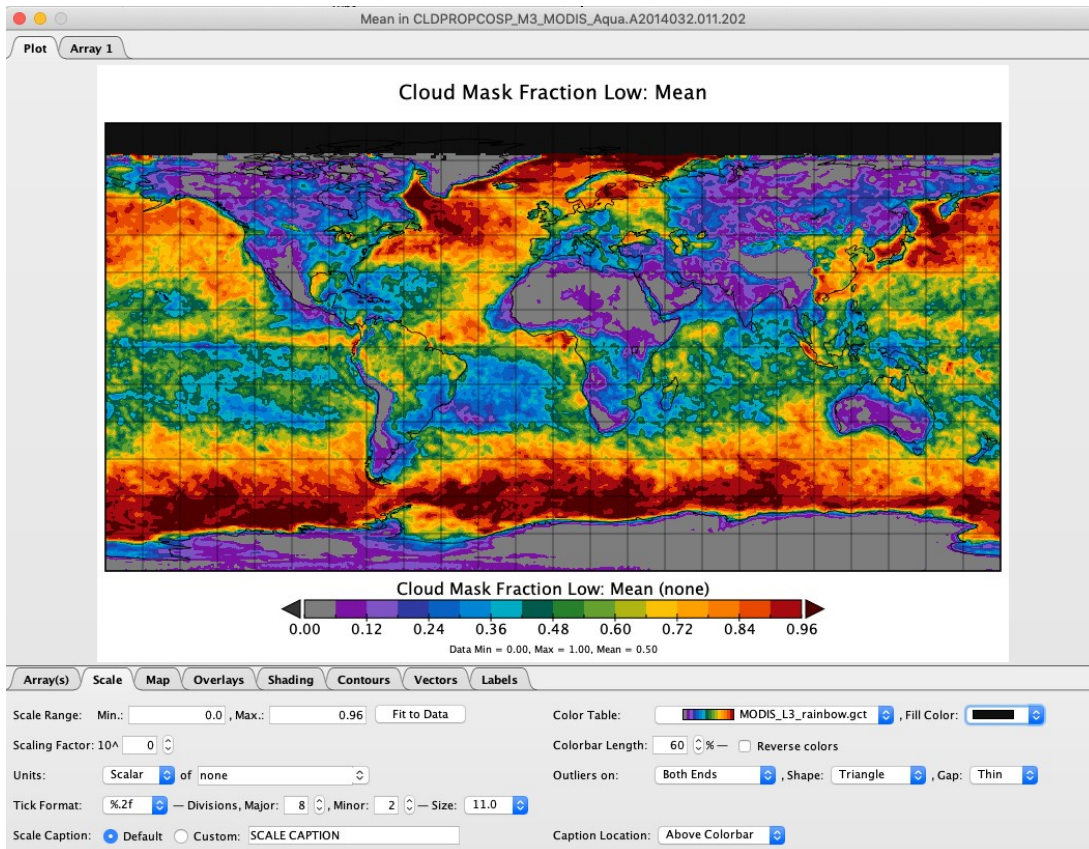 Mean in CLDPROPCOSP_M3_MODIS_Aqua.A2014032.011.202
Plot Array 1
Cloud Mask Fraction Low: Mean
Cloud Mask Fraction Low: Mean (none)
0.00 0.12 0.24 0.36 0.48 0.60 0.72 0.84 0.96
Data Min = 0.00, Max = 1.00, Mean = 0.50
Array(s) Scale Map Overlays Shading Contours Vectors Labels
Scale Range: Min.: 0.0 , Max.: 0.96 Fit to Data Color Table: MODIS_L3_rainbow.gct , Fill Color:
Scaling Factor: 10^ 0 Colorbar Length: 60 % — Reverse colors
Units: Scalar of none Outliers on: Both Ends , Shape: Triangle , Gap: Thin
Tick Format: %.2f — Divisions, Major: 8 , Minor: 2 — Size: 11.0
Scale Caption: Default Custom: SCALE CAPTION Caption Location: Above Colorbar